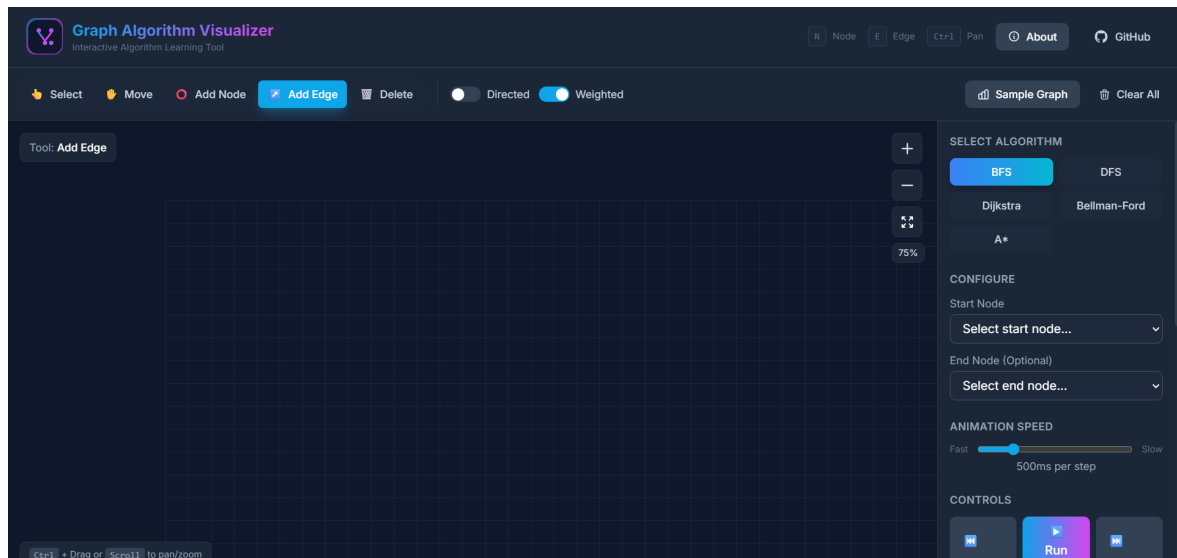 Graph Algorithm Visualizer
Interactive Algorithm Learning Tool
N Node E Edge Ctrl Pan About GitHub
Select Move Add Node Add Edge Delete Directed Weighted Sample Graph Clear All
Tool: Add Edge
75%
SELECT ALGORITHM
BFS DFS
Dijkstra Bellman-Ford
A*
CONFIGURE
Start Node
Select start node...
End Node (Optional)
Select end node...
ANIMATION SPEED
Fast Slow
500ms per step
CONTROLS
Run
Ctrl + Drag or Scroll to pan/zoom